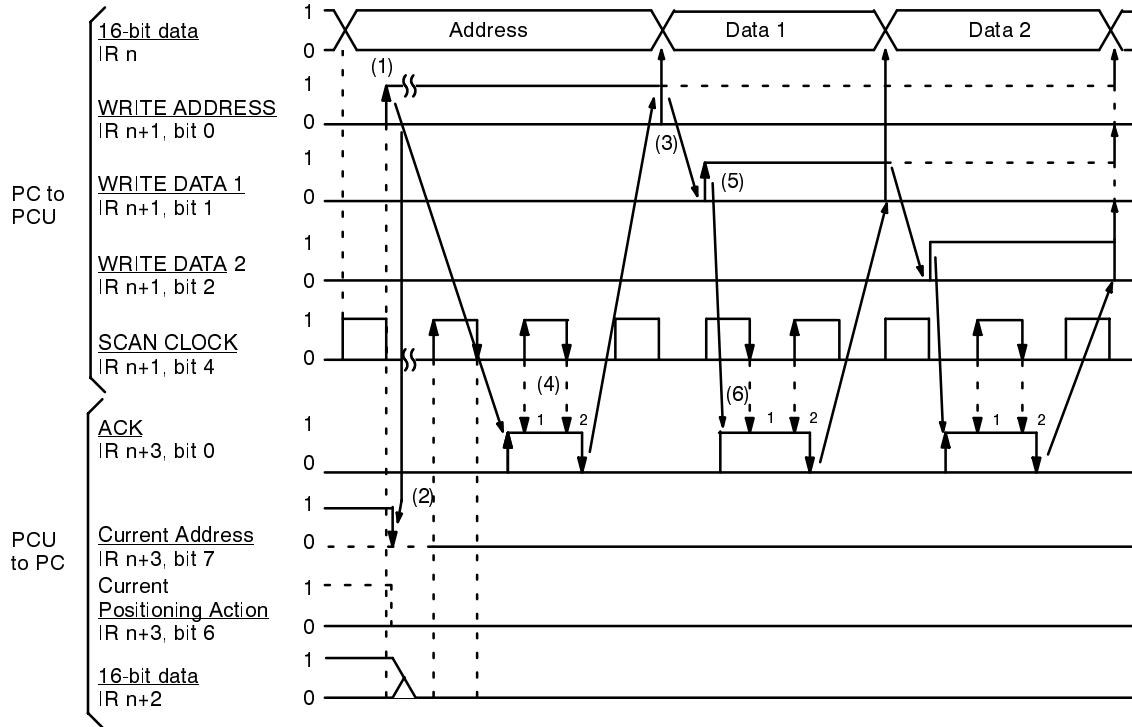 16-bit data
IR n
1
0
Address
Data 1
Data 2
(1)
1
WRITE ADDRESS
IR n+1, bit 0
0
(3)
1
WRITE DATA 1
IR n+1, bit 1
0
(5)
PC to
PCU
1
WRITE DATA 2
IR n+1, bit 2
0
1
SCAN CLOCK
IR n+1, bit 4
0
(4)
(6)
ACK
IR n+3, bit 0
1
0
1 2
1 2
1 2
(2)
1
Current Address
IR n+3, bit 7
0
PCU
to PC
Current
Positioning Action
IR n+3, bit 6
1
0
16-bit data
IR n+2
1
0